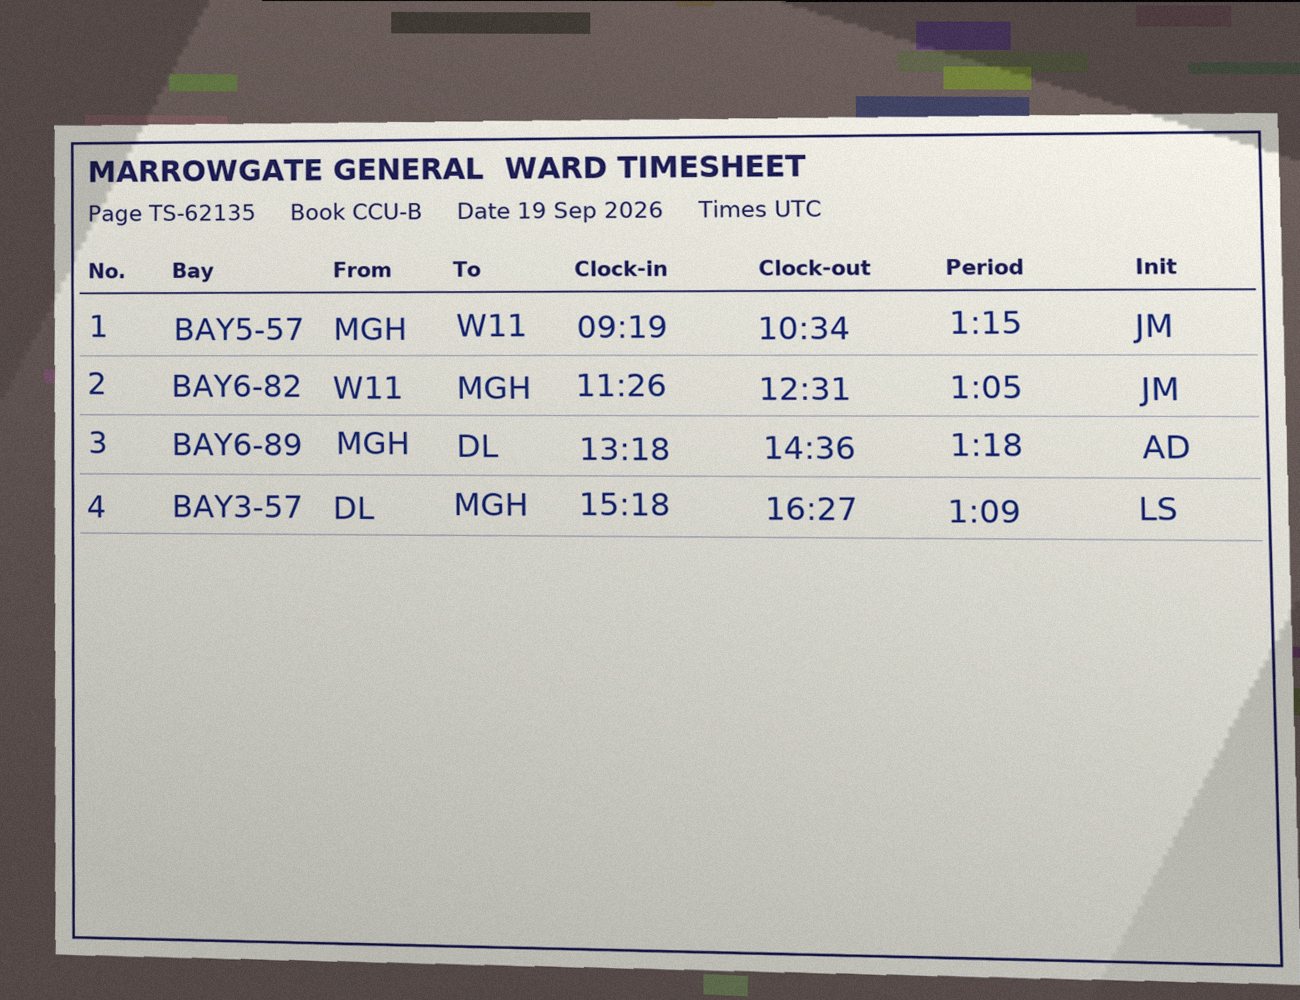 MARROWGATE GENERAL WARD TIMESHEET
Page TS-62135 Book CCU-B Date 19 Sep 2026 Times UTC
No. Bay From To Clock-in Clock-out Period Init
1 BAY5-57 MGH W11 09:19 10:34 1:15 JM
2 BAY6-82 W11 MGH 11:26 12:31 1:05 JM
3 BAY6-89 MGH DL 13:18 14:36 1:18 AD
4 BAY3-57 DL MGH 15:18 16:27 1:09 LS